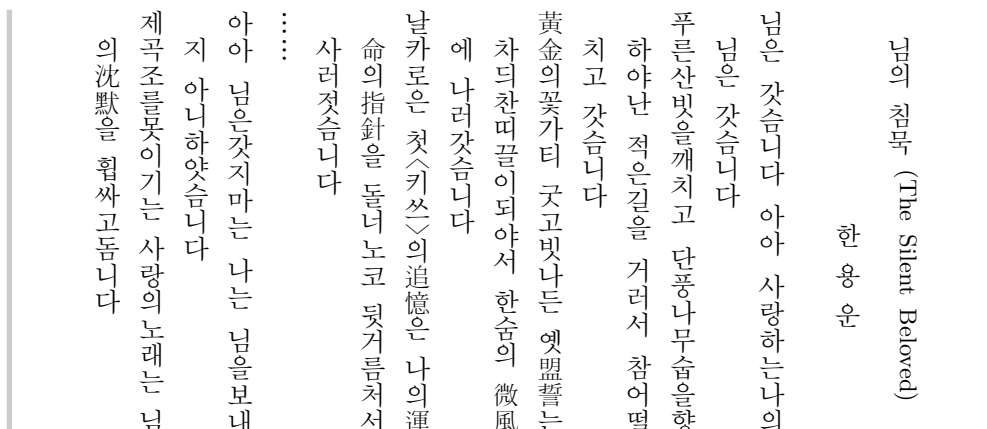 님의 침묵 (The Silent Beloved)
한용운
님은 갓슴니다 아아 사랑하는나의
님은 갓슴니다
푸른산빗을깨치고 단풍나무숩을향
하야난 적은길을 거러서 참어떨
치고 갓슴니다
黃金의꽃가티 굿고빗나든 옛盟誓는
차듸찬띠끌이되야서 한숨의 微風
에 나러갓슴니다
날카로은 첫〈키쓰〉의追憶은 나의運
命의指針을 돌너노코 뒷거름처서
사러젓슴니다
……
아아 님은갓지마는 나는 님을보내
지 아니하얏슴니다
제곡조를못이기는 사랑의노래는 님
의沈默을 휩싸고돔니다